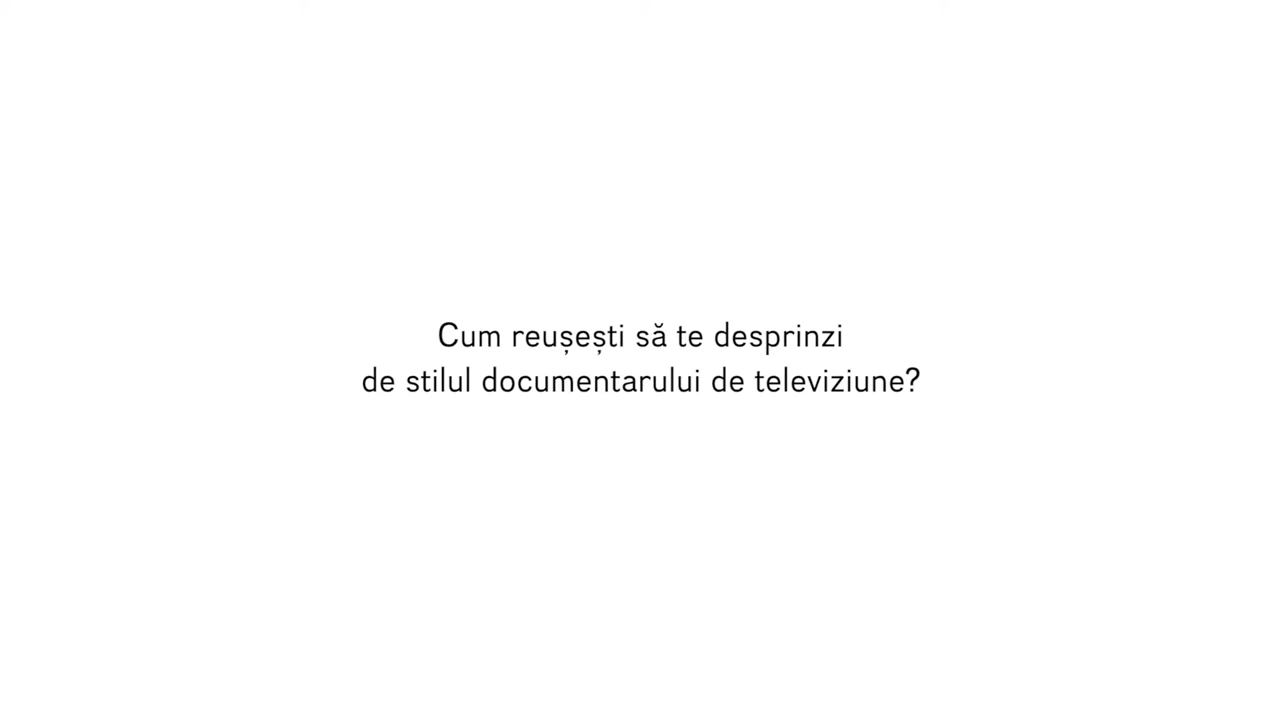 Cum reușești să te desprinzi
de stilul documentarului de televiziune?